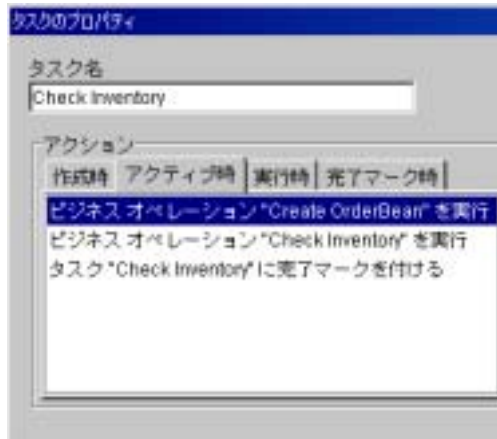 タスクのプロパティ
タスク名
Check Inventory
アクション
作成時 アクティブ時 実行時 完了マーク時
ビジネス オペレーション "Create OrderBean" を実行
ビジネス オペレーション "Check Inventory" を実行
タスク "Check Inventory" に完了マークを付ける